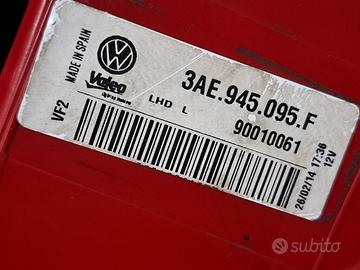 MADE IN SPAIN
VW
Valeo
VF2
LHD L
3AE.945.095.F
90010061
26/02/14 17:36
12V
subito